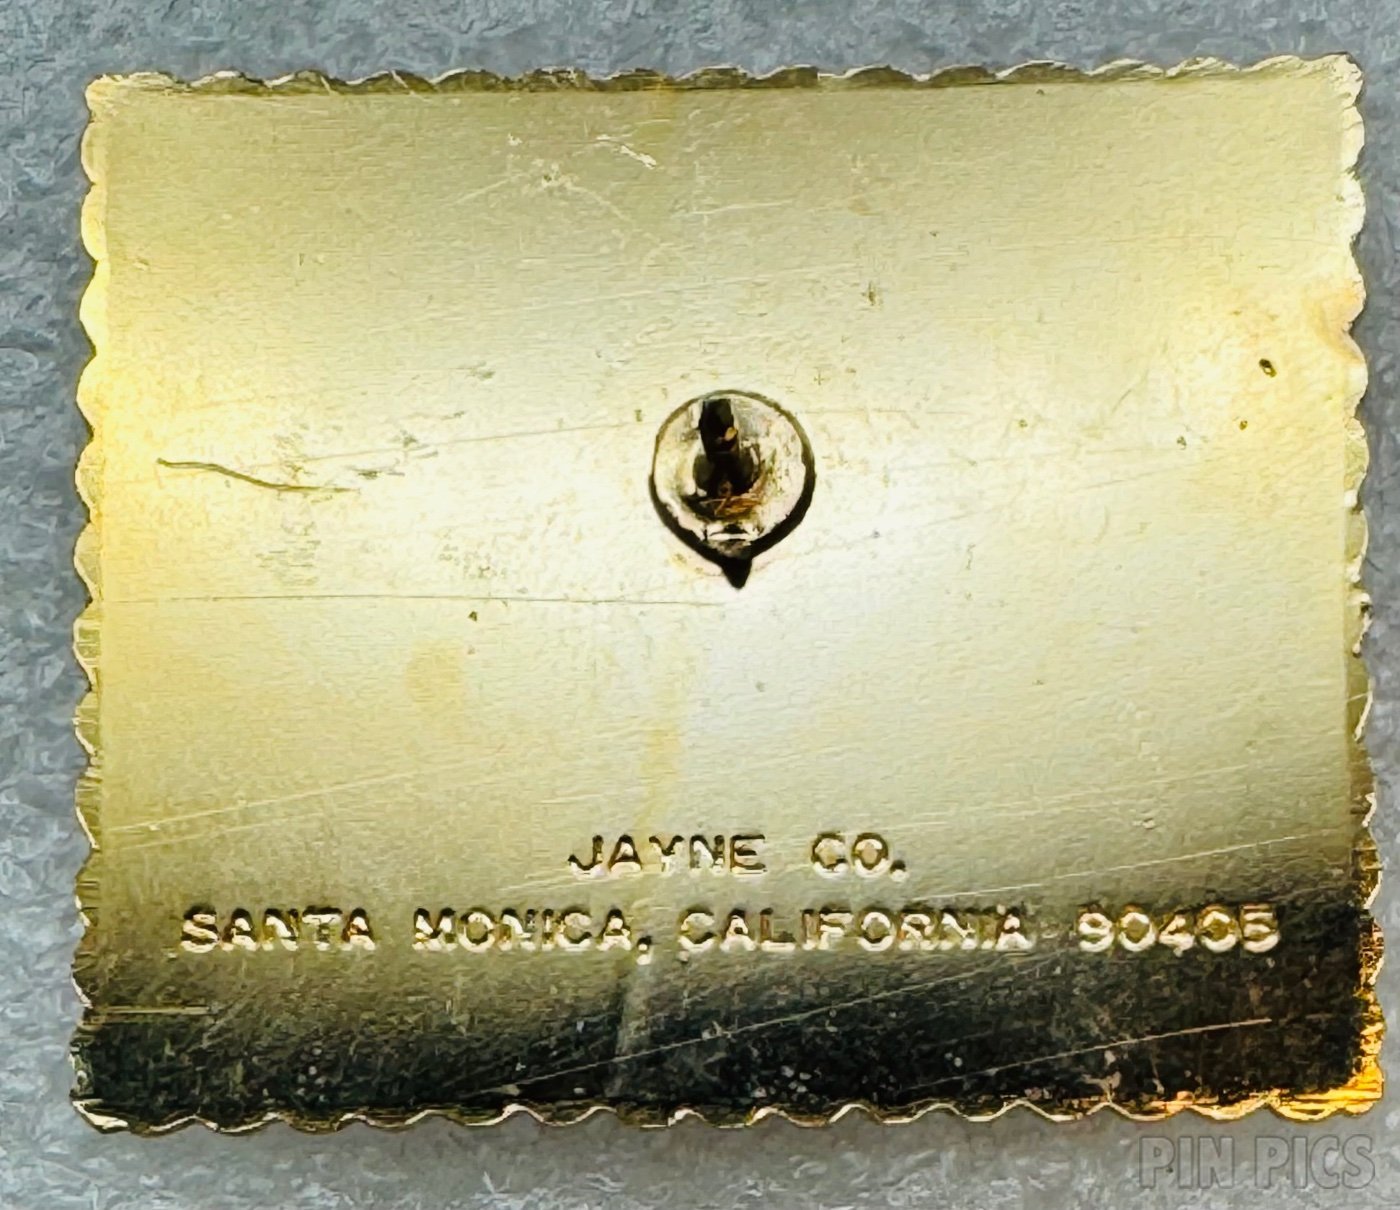 JAYNE CO.
SANTA MONICA, CALIFORNIA 90405
PIN PICS